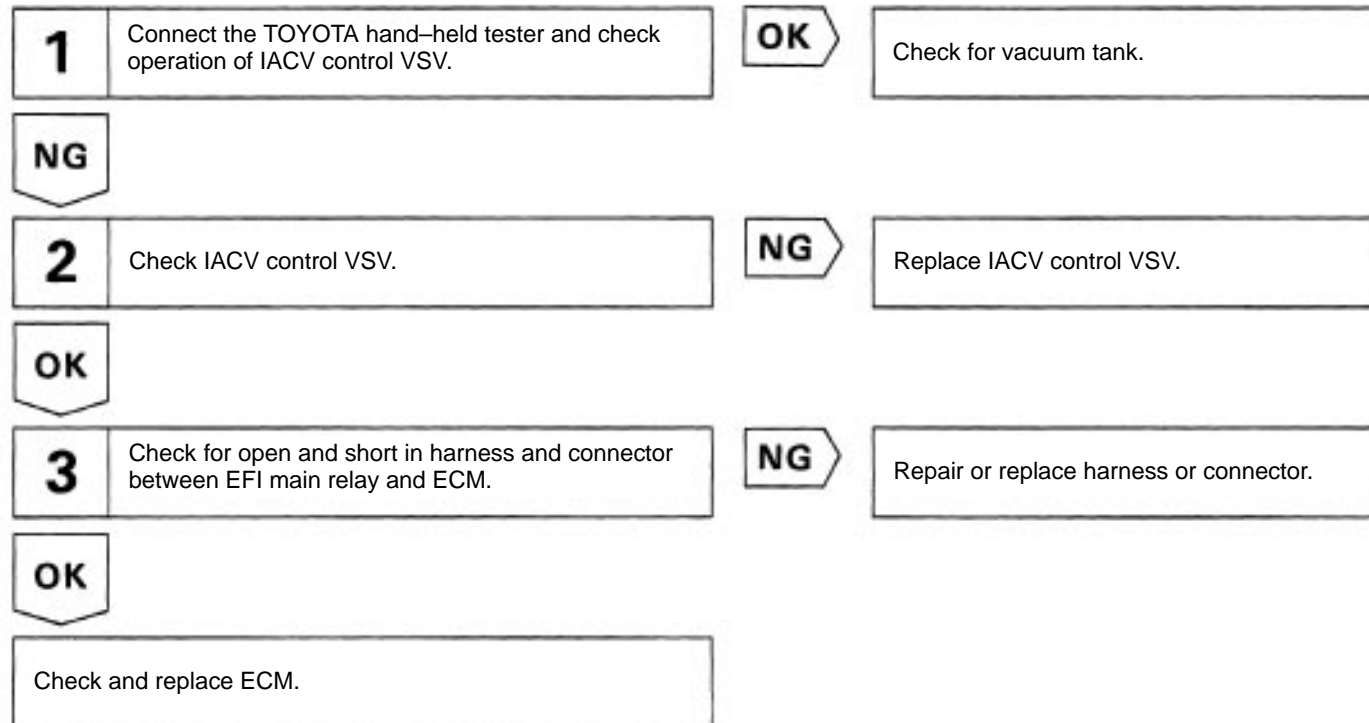 1
Connect the TOYOTA hand–held tester and check
operation of IACV control VSV.
OK
Check for vacuum tank.
NG
2
Check IACV control VSV.
NG
Replace IACV control VSV.
OK
3
Check for open and short in harness and connector
between EFI main relay and ECM.
NG
Repair or replace harness or connector.
OK
Check and replace ECM.